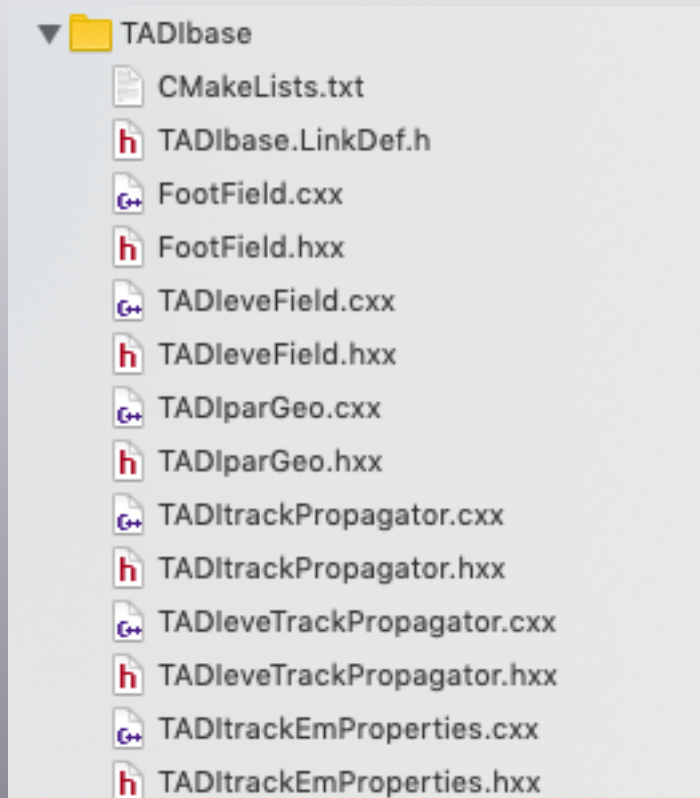 TADIbase
CMakeLists.txt
TADIbase.LinkDef.h
FootField.cxx
FootField.hxx
TADIeveField.cxx
TADIeveField.hxx
TADIparGeo.cxx
TADIparGeo.hxx
TADItrackPropagator.cxx
TADItrackPropagator.hxx
TADIeveTrackPropagator.cxx
TADIeveTrackPropagator.hxx
TADItrackEmProperties.cxx
TADItrackEmProperties.hxx